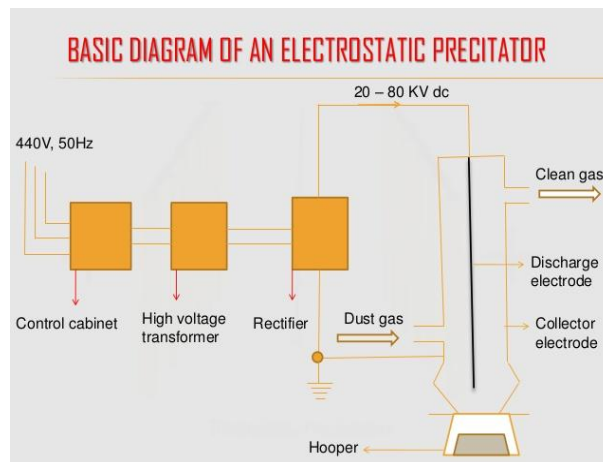 BASIC DIAGRAM OF AN ELECTROSTATIC PRECITATOR
20 – 80 KV dc
440V, 50Hz
Clean gas
Discharge
electrode
Control cabinet
High voltage
transformer
Rectifier
Dust gas
Collector
electrode
Hooper